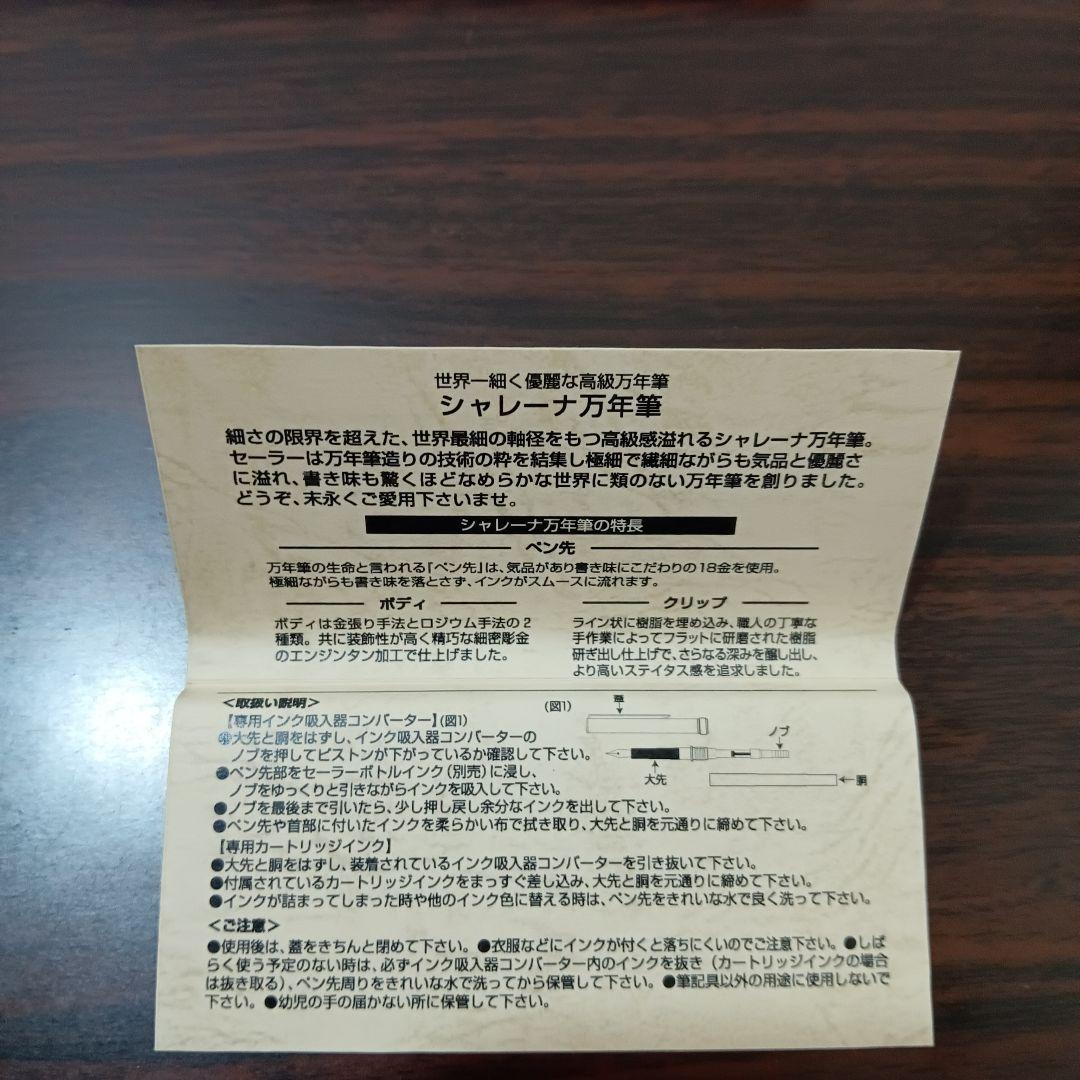 世界一細く優麗な高級万年筆
シャレーナ万年筆
細さの限界を超えた、世界最細の軸径をもつ高級感溢れるシャレーナ万年筆。
セーラーは万年筆造りの技術の粋を結集し極細で繊細ながらも気品と優麗さ
に溢れ、書き味も驚くほどなめらかな世界に類のない万年筆を創りました。
どうぞ、末永くご愛用下さいませ。
シャレーナ万年筆の特長
ペン先
万年筆の生命と言われる『ペン先』は、気品があり書き味にこだわりの18金を使用。
極細ながらも書き味を落とさず、インクがスムースに流れます。
ボディ
ボディは金張り手法とロジウム手法の2
種類。共に装飾性が高く精巧な細密彫金
のエンジンタン加工で仕上げました。
クリップ
ライン状に樹脂を埋め込み、職人の丁寧な
手作業によってフラットに研磨された樹脂
研ぎ出し仕上げで、さらなる深みを醸し出し、
より高いステイタス感を追求しました。
<取扱い説明>
【専用インク吸入器コンバーター】(図1)
●大先と胴をはずし、インク吸入器コンバーターの
ノブを押してピストンが下がっているか確認して下さい。
●ペン先部をセーラーボトルインク(別売)に浸し、
ノブをゆっくりと引きながらインクを吸入して下さい。
●ノブを最後まで引いたら、少し押し戻し余分なインクを出して下さい。
●ペン先や首部に付いたインクを柔らかい布で拭き取り、大先と胴を元通りに締めて下さい。
(図1)
蓋
ノブ
大先
胴
【専用カートリッジインク】
●大先と胴をはずし、装着されているインク吸入器コンバーターを引き抜いて下さい。
●付属されているカートリッジインクをまっすぐ差し込み、大先と胴を元通りに締めて下さい。
●インクが詰まってしまった時や他のインク色に替える時は、ペン先をきれいな水で良く洗って下さい。
<ご注意>
●使用後は、蓋をきちんと閉めて下さい。●衣服などにインクが付くと落ちにくいのでご注意下さい。●しば
らく使う予定のない時は、必ずインク吸入器コンバーター内のインクを抜き(カートリッジインクの場合
は抜き取る)、ペン先周りをきれいな水で洗ってから保管して下さい。●筆記具以外の用途に使用しないで
下さい。●幼児の手の届かない所に保管して下さい。